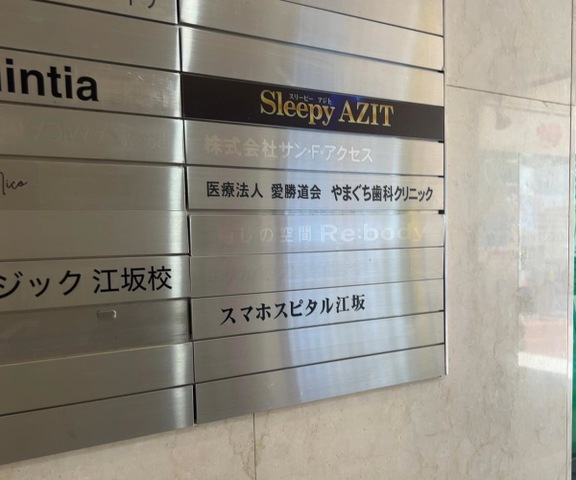 intia
スリーピー アジト
Sleepy AZIT
株式会社サン・F・アクセス
医療法人 愛勝道会 やまぐち歯科クリニック
しの空間 Re:body
ジック 江坂校
スマホスピタル江坂